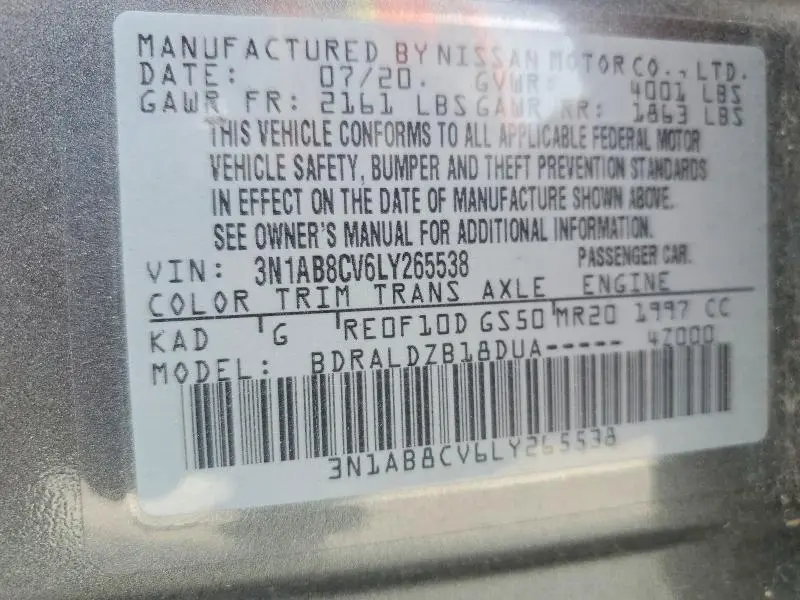 MANUFACTURED BY NISSAN MOTOR CO., LTD.
DATE: 07/20. GVWR: 4001 LBS
GAWR FR: 2161 LBS GAWR RR: 1863 LBS
THIS VEHICLE CONFORMS TO ALL APPLICABLE FEDERAL MOTOR
VEHICLE SAFETY, BUMPER AND THEFT PREVENTION STANDARDS
IN EFFECT ON THE DATE OF MANUFACTURE SHOWN ABOVE.
SEE OWNER'S MANUAL FOR ADDITIONAL INFORMATION.
VIN: 3N1AB8CV6LY265538 PASSENGER CAR.
COLOR TRIM TRANS AXLE ENGINE
KAD G RE0F10D GS50 MR20 1997 CC
MODEL: BDRALDZB18DUA----- 4Z000
3N1AB8CV6LY265538